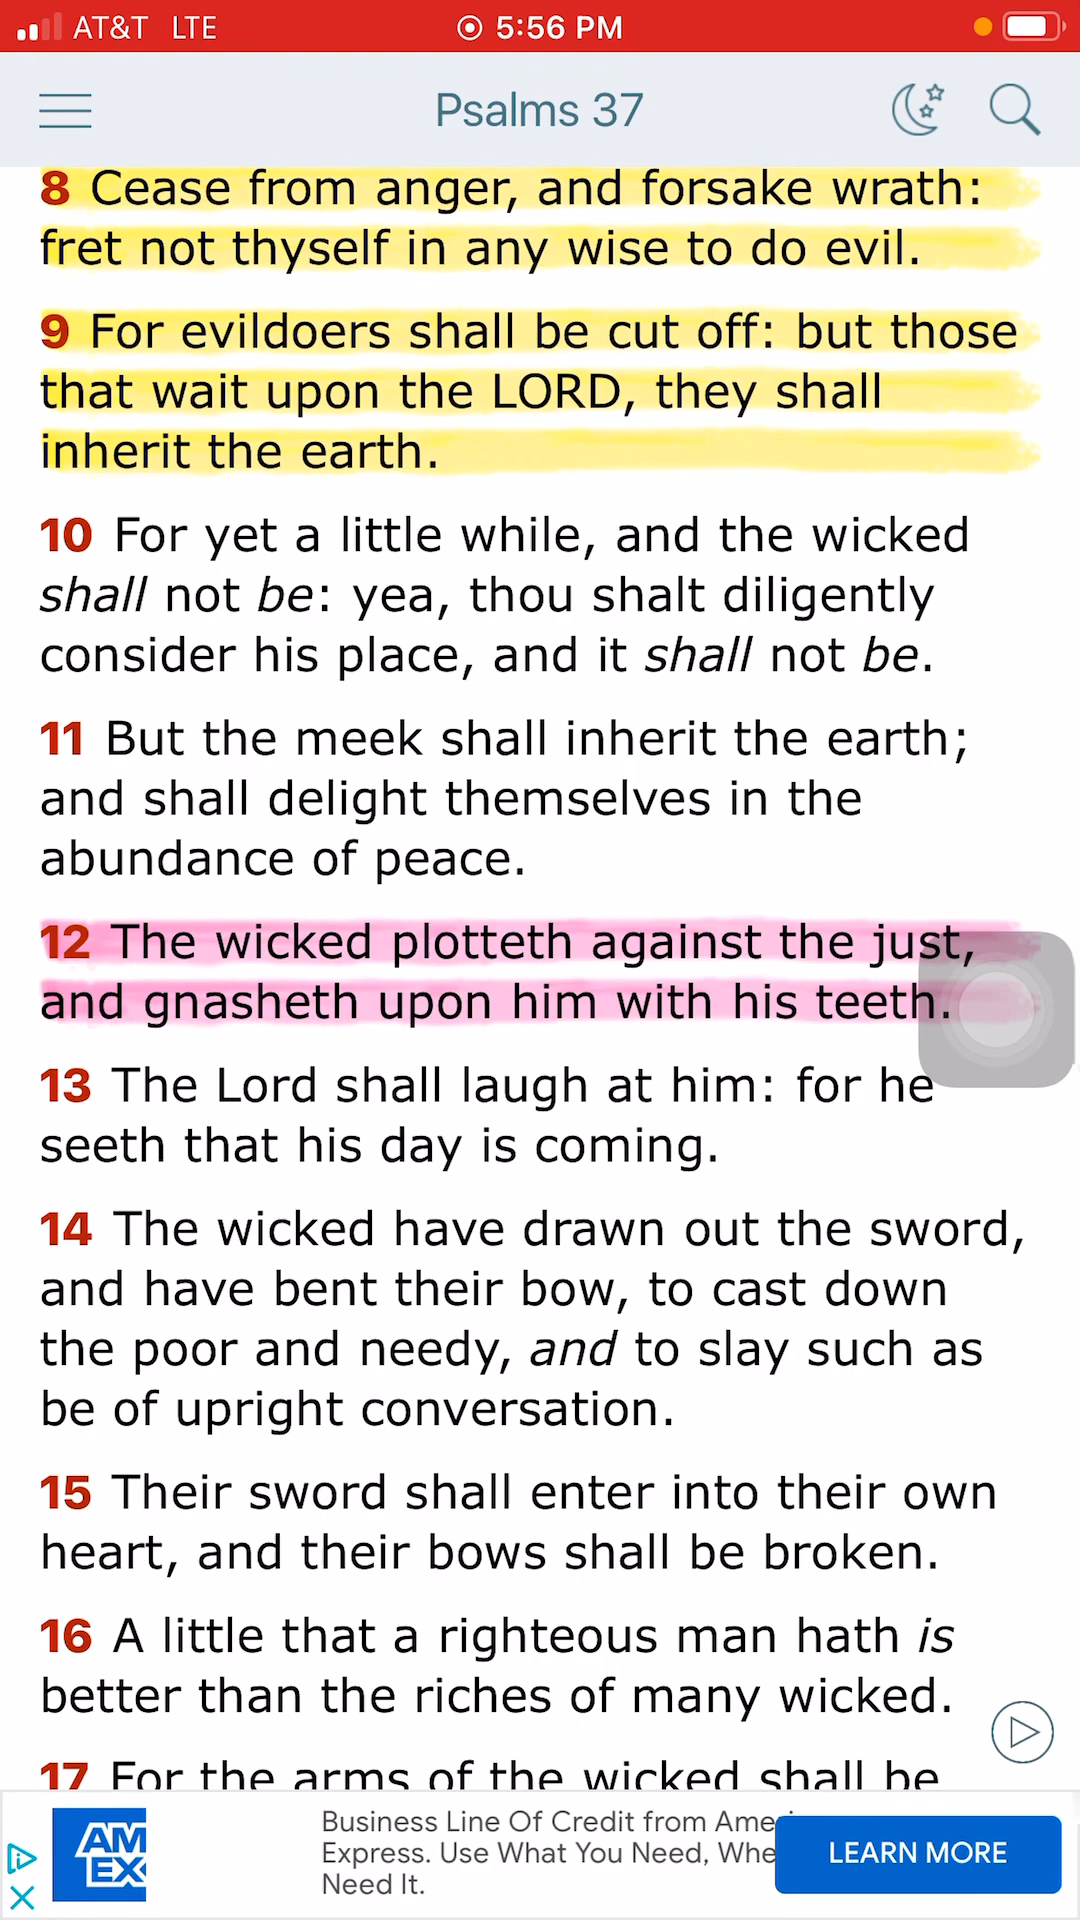 AT&T LTE 5:56 PM
Psalms 37
8 Cease from anger, and forsake wrath:
fret not thyself in any wise to do evil.
9 For evildoers shall be cut off: but those
that wait upon the LORD, they shall
inherit the earth.
10 For yet a little while, and the wicked
shall not be: yea, thou shalt diligently
consider his place, and it shall not be.
11 But the meek shall inherit the earth;
and shall delight themselves in the
abundance of peace.
12 The wicked plotteth against the just,
and gnasheth upon him with his teeth.
13 The Lord shall laugh at him: for he
seeth that his day is coming.
14 The wicked have drawn out the sword,
and have bent their bow, to cast down
the poor and needy, and to slay such as
be of upright conversation.
15 Their sword shall enter into their own
heart, and their bows shall be broken.
16 A little that a righteous man hath is
better than the riches of many wicked.
17 For the arms of the wicked shall be
AM
EX
Business Line Of Credit from Ame
Express. Use What You Need, Whe
Need It.
LEARN MORE